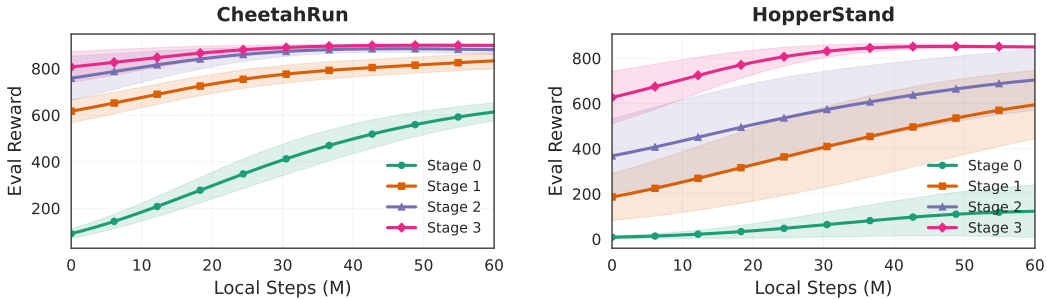 CheetahRun
Eval Reward
800
600
400
200
0
10
20
30
40
50
60
Local Steps (M)
Stage 0
Stage 1
Stage 2
Stage 3
HopperStand
Eval Reward
800
600
400
200
0
0
10
20
30
40
50
60
Local Steps (M)
Stage 0
Stage 1
Stage 2
Stage 3